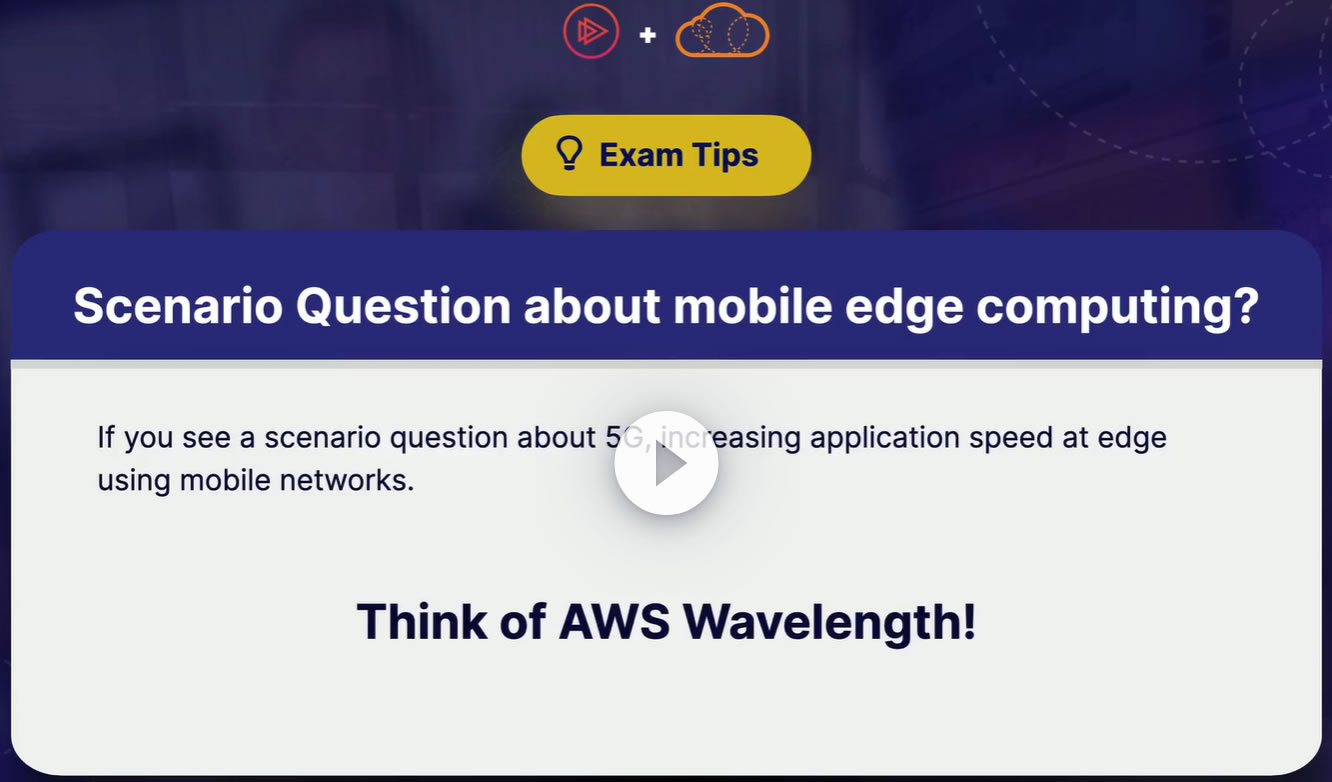 +
Exam Tips
Scenario Question about mobile edge computing?
If you see a scenario question about 5G, increasing application speed at edge
using mobile networks.
Think of AWS Wavelength!